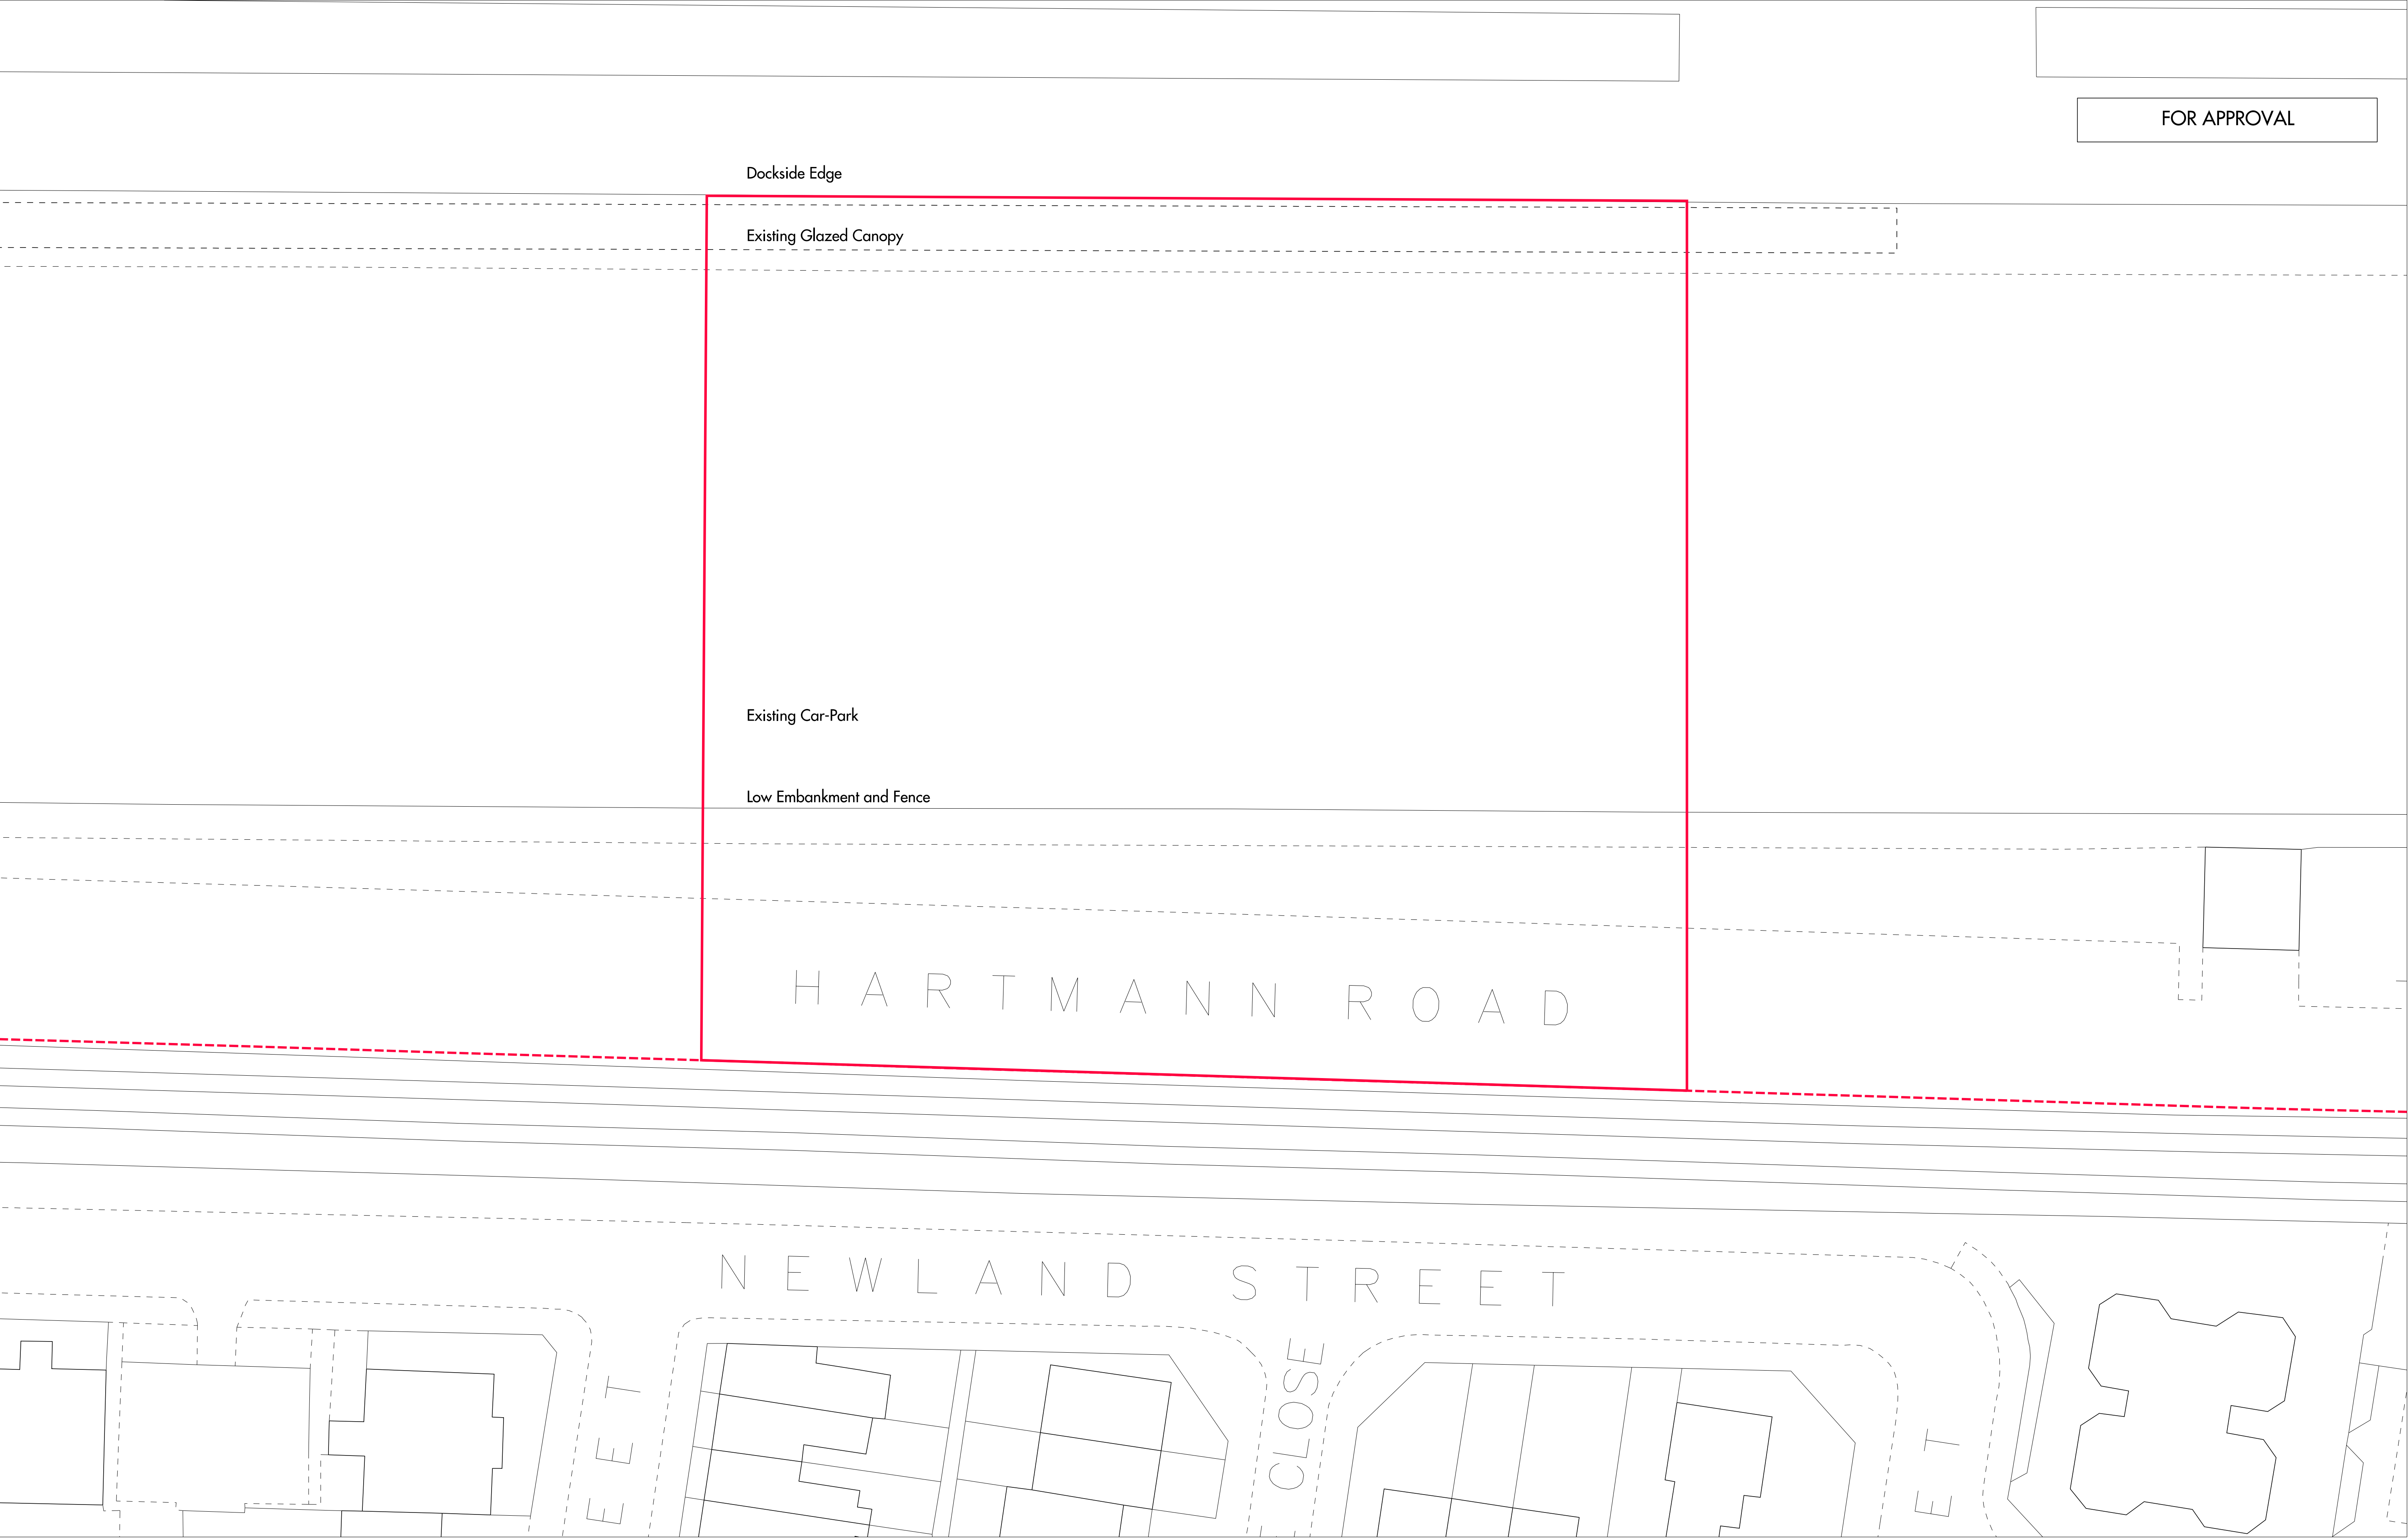 FOR APPROVAL
Dockside Edge
Existing Glazed Canopy
Existing Car-Park
Low Embankment and Fence
HARTMANN ROAD
NEWLAND STREET
CLOSE
EET
ET